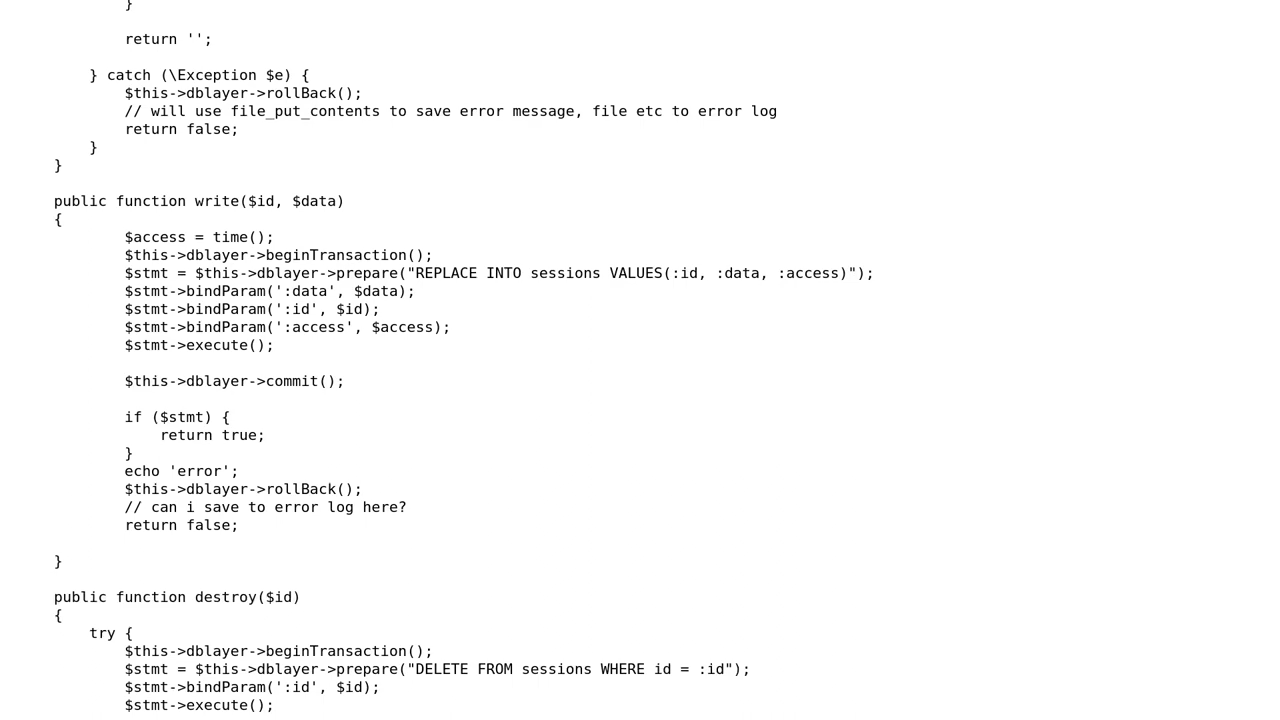 }
return '';
} catch (\Exception $e) {
$this->dblayer->rollBack();
// will use file_put_contents to save error message, file etc to error log
return false;
}
}
public function write($id, $data)
{
$access = time();
$this->dblayer->beginTransaction();
$stmt = $this->dblayer->prepare("REPLACE INTO sessions VALUES(:id, :data, :access)");
$stmt->bindParam(':data', $data);
$stmt->bindParam(':id', $id);
$stmt->bindParam(':access', $access);
$stmt->execute();
$this->dblayer->commit();
if ($stmt) {
return true;
}
echo 'error';
$this->dblayer->rollBack();
// can i save to error log here?
return false;
}
public function destroy($id)
{
try {
$this->dblayer->beginTransaction();
$stmt = $this->dblayer->prepare("DELETE FROM sessions WHERE id = :id");
$stmt->bindParam(':id', $id);
$stmt->execute();